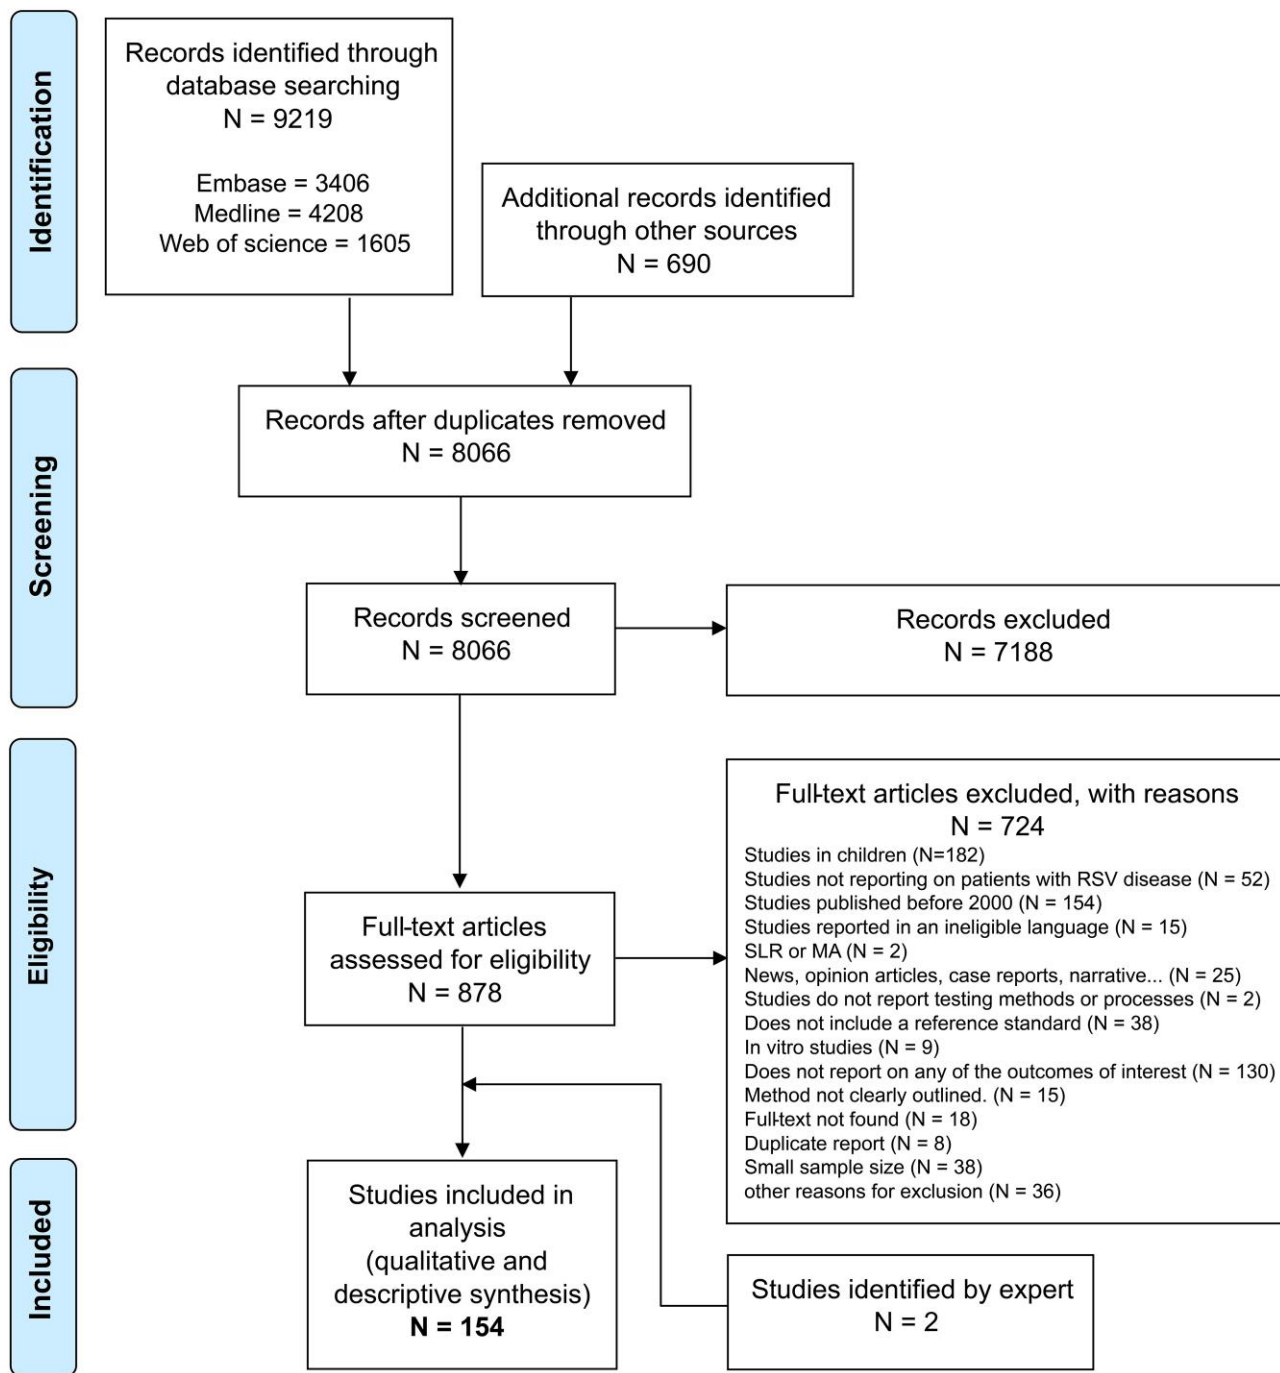 Identification
Records identified through
database searching
N = 9219
Embase = 3406
Medline = 4208
Web of science = 1605
Additional records identified
through other sources
N = 690
Screening
Records after duplicates removed
N = 8066
Records screened
N = 8066
Records excluded
N = 7188
Eligibility
Full-text articles
assessed for eligibility
N = 878
Full-text articles excluded, with reasons
N = 724
Studies in children (N=182)
Studies not reporting on patients with RSV disease (N = 52)
Studies published before 2000 (N = 154)
Studies reported in an ineligible language (N = 15)
SLR or MA (N = 2)
News, opinion articles, case reports, narrative... (N = 25)
Studies do not report testing methods or processes (N = 2)
Does not include a reference standard (N = 38)
In vitro studies (N = 9)
Does not report on any of the outcomes of interest (N = 130)
Method not clearly outlined. (N = 15)
Full-text not found (N = 18)
Duplicate report (N = 8)
Small sample size (N = 38)
other reasons for exclusion (N = 36)
Included
Studies included in
analysis
(qualitative and
descriptive synthesis)
N = 154
Studies identified by expert
N = 2